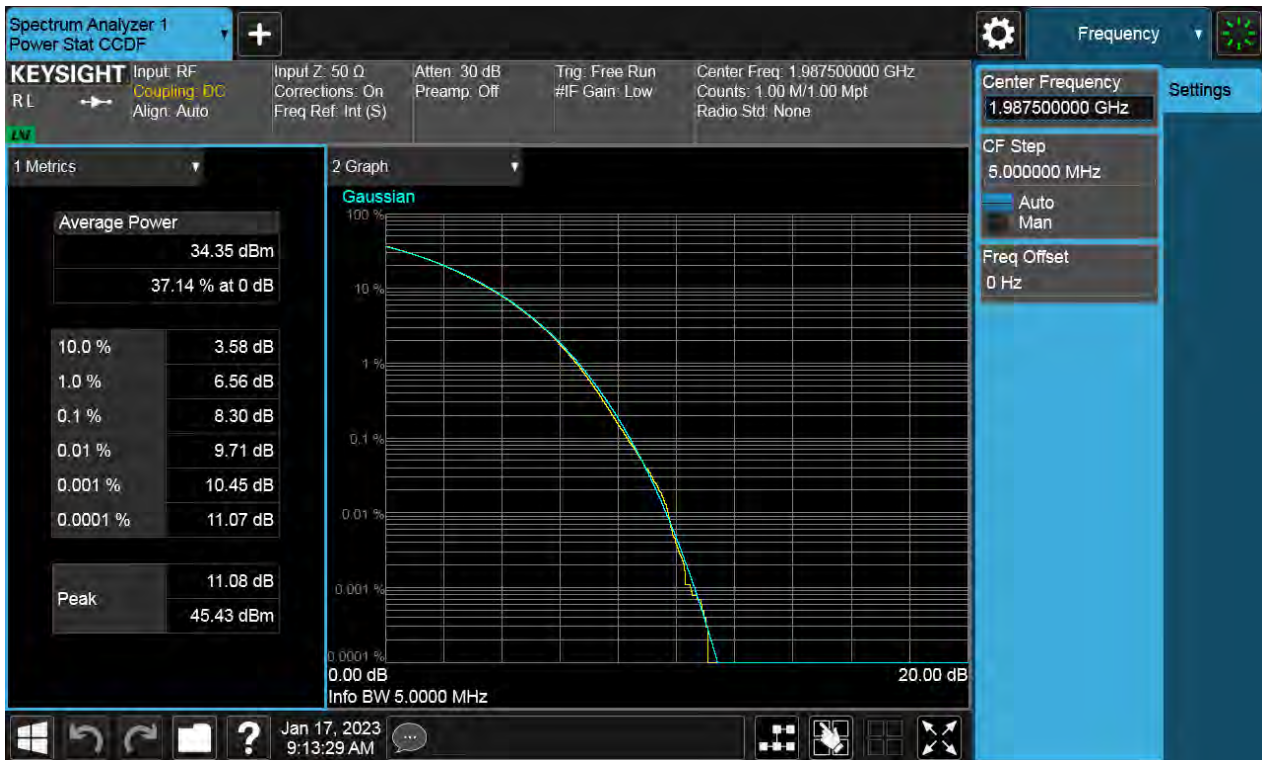 Spectrum Analyzer 1
Power Stat CCDF
+
Frequency
KEYSIGHT
RL
LXI
Input: RF
Coupling: DC
Align: Auto
Input Z: 50 Ω
Corrections: On
Freq Ref: Int (S)
Atten: 30 dB
Preamp: Off
Trig: Free Run
#IF Gain: Low
Center Freq: 1.987500000 GHz
Counts: 1.00 M/1.00 Mpt
Radio Std: None
Center Frequency
1.987500000 GHz
Settings
CF Step
5.000000 MHz
Auto
Man
Freq Offset
0 Hz
1 Metrics
Average Power
34.35 dBm
37.14 % at 0 dB
10.0 % 3.58 dB
1.0 % 6.56 dB
0.1 % 8.30 dB
0.01 % 9.71 dB
0.001 % 10.45 dB
0.0001 % 11.07 dB
Peak
11.08 dB
45.43 dBm
2 Graph
Gaussian
100 %
10 %
1 %
0.1 %
0.01 %
0.001 %
0.0001 %
0.00 dB 20.00 dB
Info BW 5.0000 MHz
?
Jan 17, 2023
9:13:29 AM